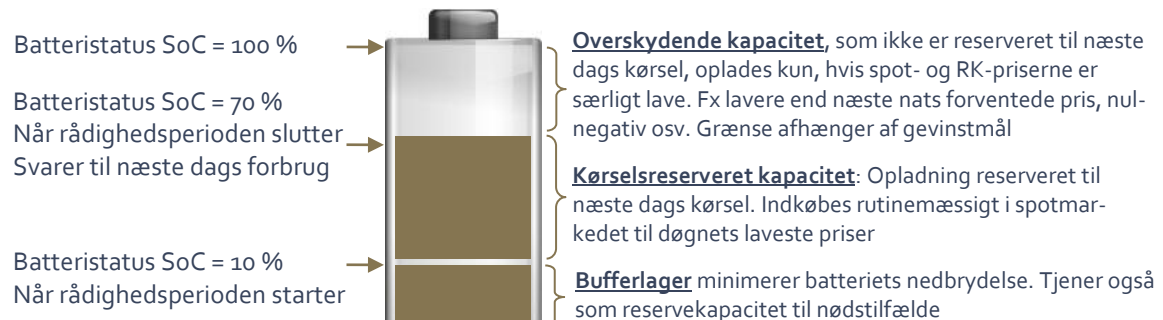 Batteristatus SoC = 100 %
Batteristatus SoC = 70 %
Når rådighedsperioden slutter
Svarer til næste dags forbrug
Batteristatus SoC = 10 %
Når rådighedsperioden starter
Overskydende kapacitet, som ikke er reserveret til næste
dags kørsel, oplades kun, hvis spot- og RK-priserne er
særligt lave. Fx lavere end næste nats forventede pris, nul-
negativ osv. Grænse afhænger af gevinstmål
Kørselsreserveret kapacitet: Opladning reserveret til
næste dags kørsel. Indkøbes rutinemæssigt i spotmar-
kedet til døgnets laveste priser
Bufferlager minimerer batteriets nedbrydelse. Tjener også
som reservekapacitet til nødstilfælde